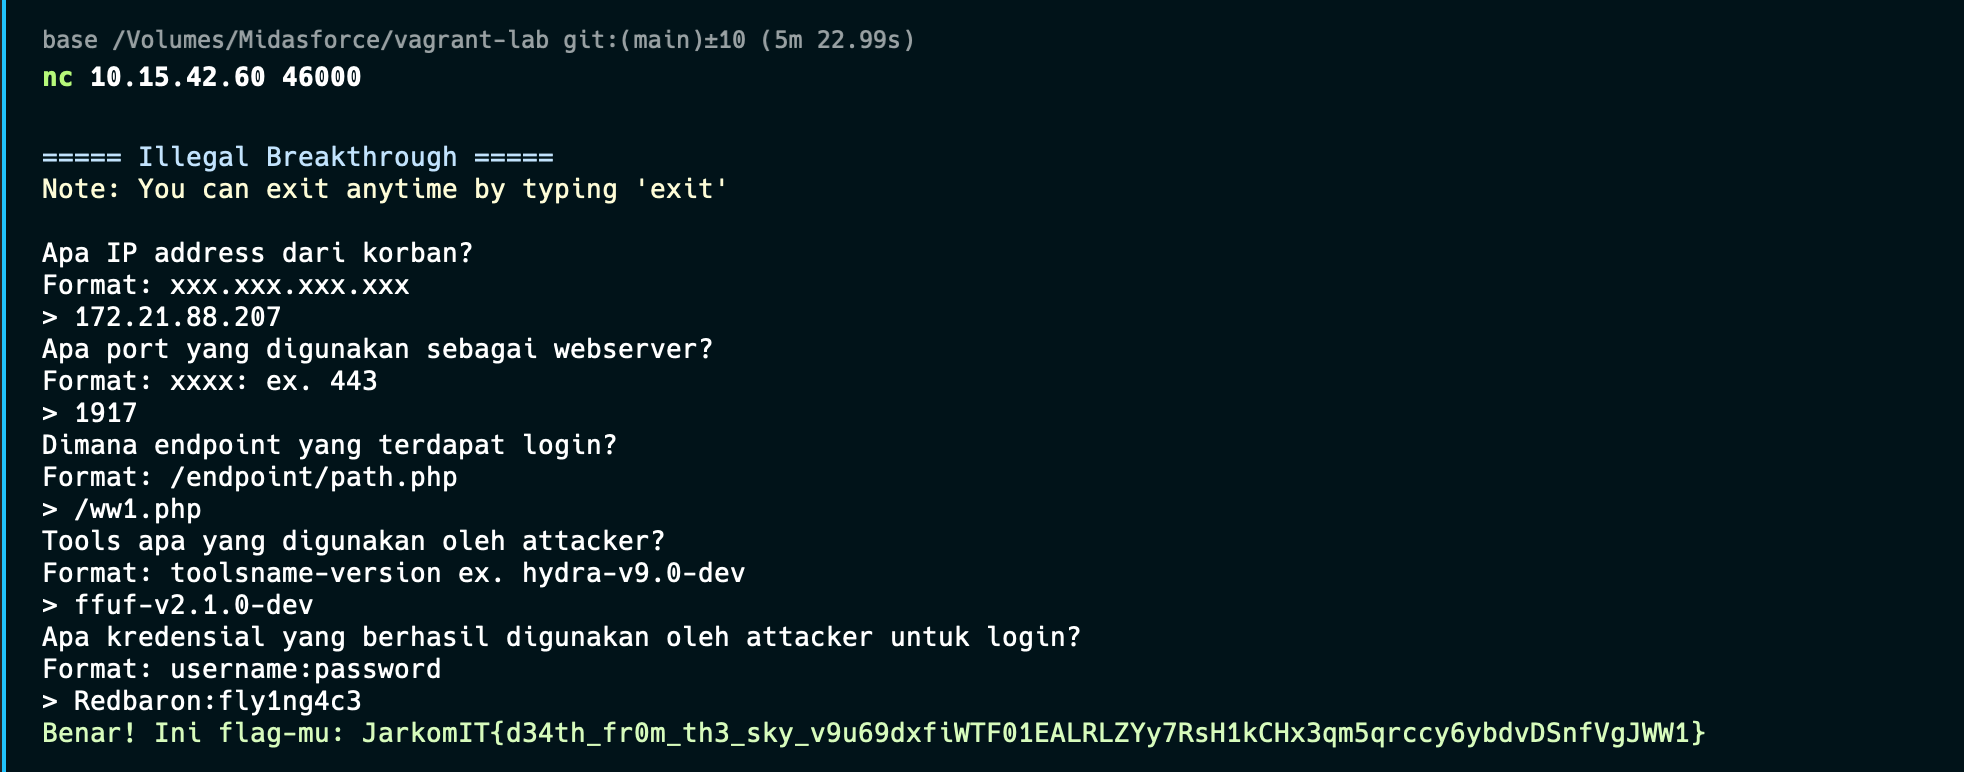 base /Volumes/Midasforce/vagrant-lab git:(main)±10 (5m 22.99s)
nc 10.15.42.60 46000
===== Illegal Breakthrough =====
Note: You can exit anytime by typing 'exit'
Apa IP address dari korban?
Format: xxx.xxx.xxx.xxx
> 172.21.88.207
Apa port yang digunakan sebagai webserver?
Format: xxxx: ex. 443
> 1917
Dimana endpoint yang terdapat login?
Format: /endpoint/path.php
> /ww1.php
Tools apa yang digunakan oleh attacker?
Format: toolsname-version ex. hydra-v9.0-dev
> ffuf-v2.1.0-dev
Apa kredensial yang berhasil digunakan oleh attacker untuk login?
Format: username:password
> Redbaron:fly1ng4c3
Benar! Ini flag-mu: JarkomIT{d34th_fr0m_th3_sky_v9u69dxfiWTF01EALRLZYy7RsH1kCHx3qm5qrccy6ybdvDSnfVgJWW1}